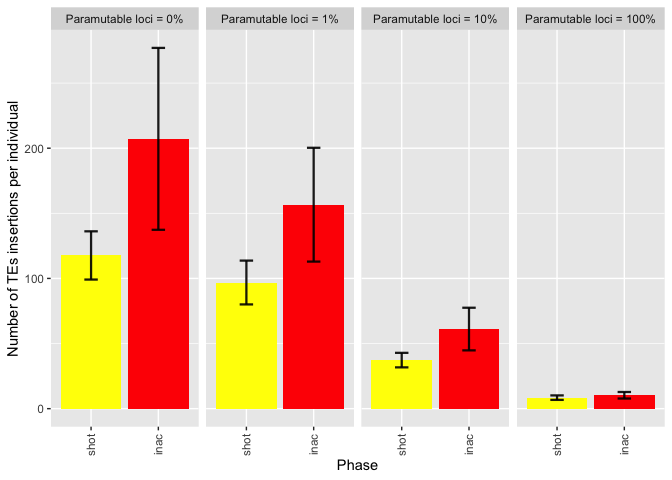 Paramutable loci = 0%
Paramutable loci = 1%
Paramutable loci = 10%
Paramutable loci = 100%
Number of TEs insertions per individual
200
100
0
shot
inac
shot
inac
shot
inac
shot
inac
Phase